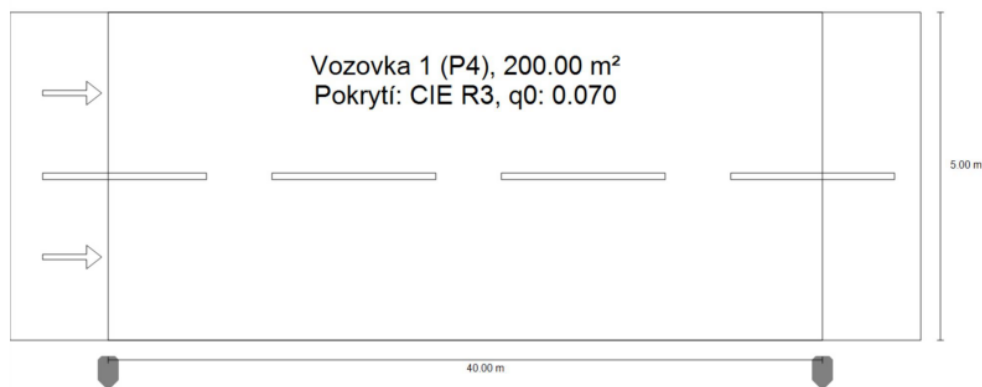 Vozovka 1 (P4), 200.00 m²
Pokrytí: CIE R3, q0: 0.070
5.00 m
40.00 m